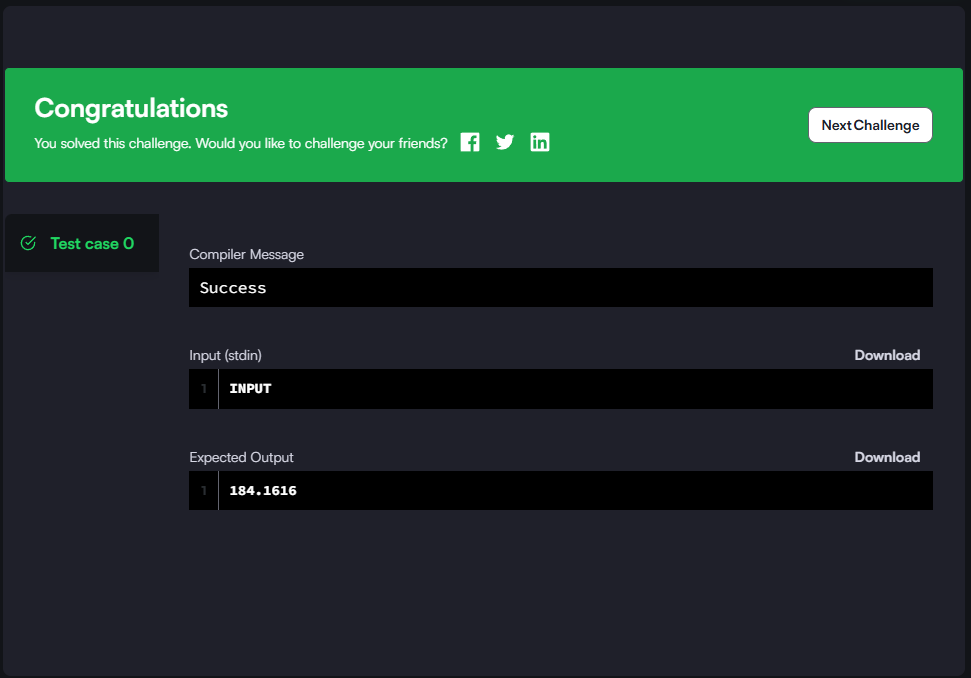 Congratulations
You solved this challenge. Would you like to challenge your friends?
Next Challenge
Test case 0
Compiler Message
Success
Input (stdin)
Download
1 INPUT
Expected Output
Download
1 184.1616